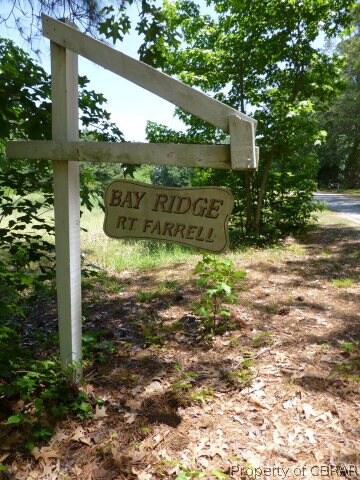 BAY RIDGE
RT FARRELL
Property of CBRAR